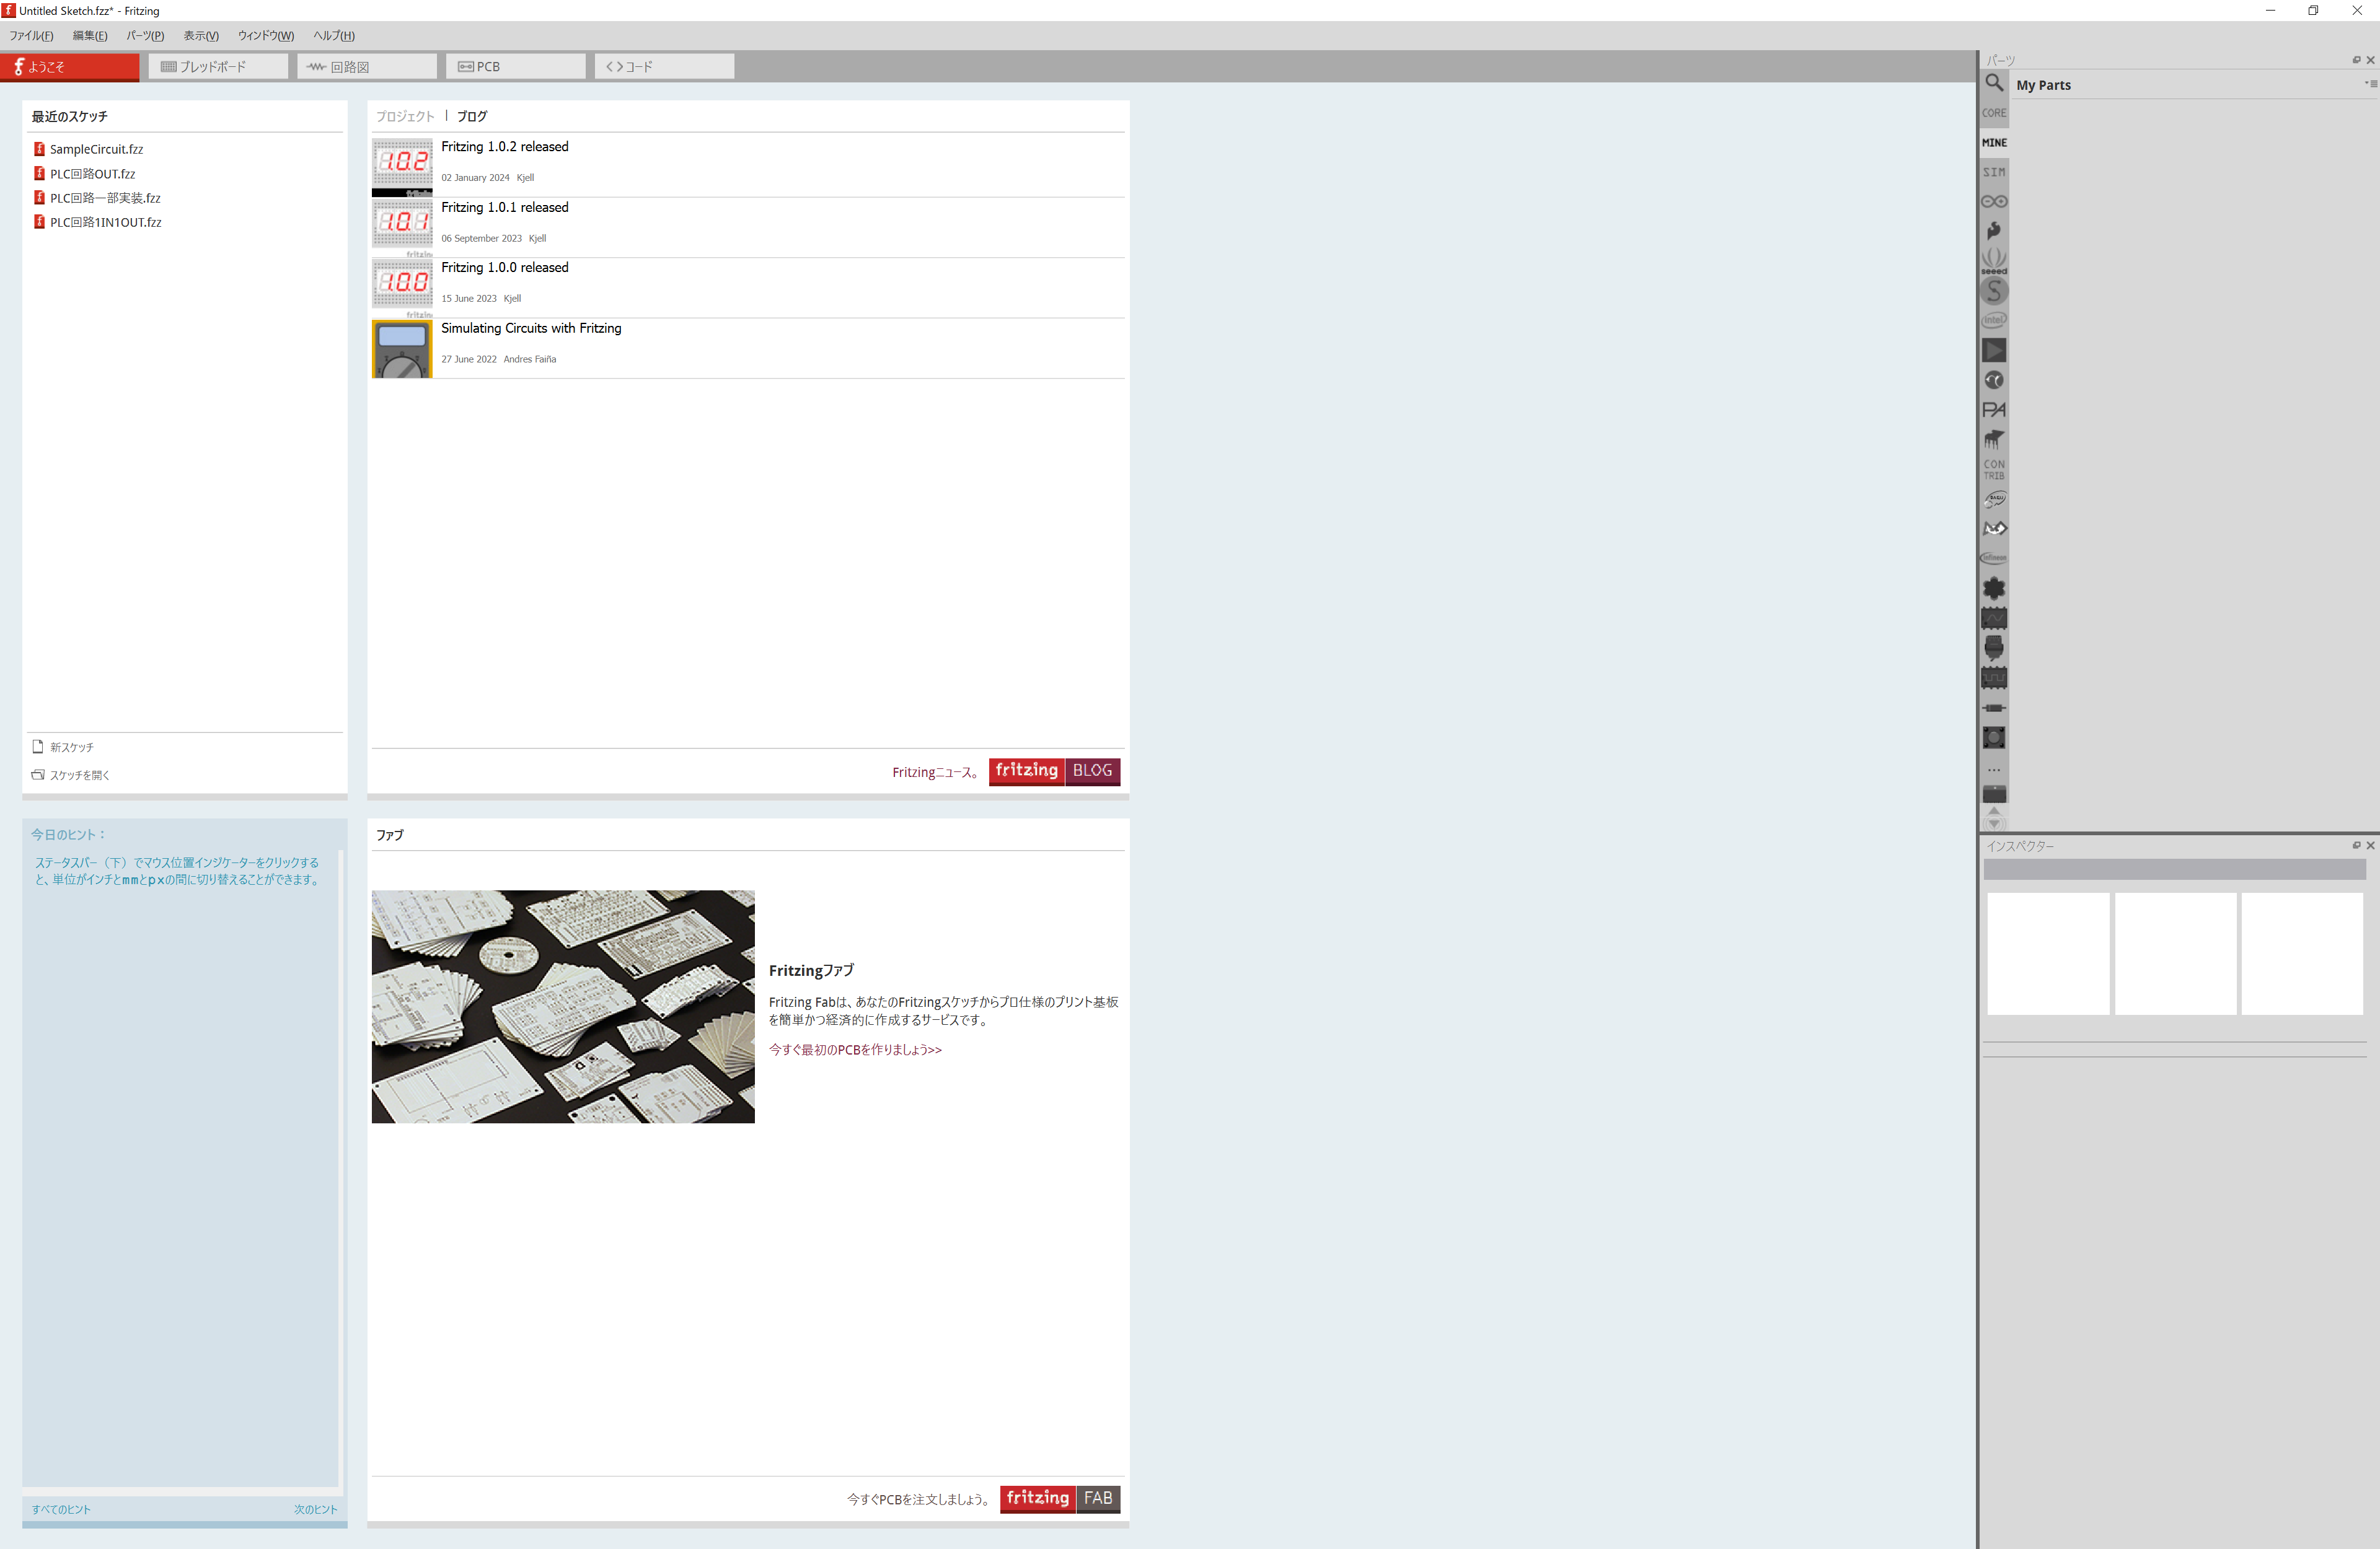 Untitled Sketch.fzz* - Fritzing
ファイル(F) 編集(E) パーツ(P) 表示(V) ウィンドウ(W) ヘルプ(H)
ようこそ ブレッドボード 回路図 PCB コード
最近のスケッチ
SampleCircuit.fzz
PLC回路OUT.fzz
PLC回路一部実装.fzz
PLC回路1IN1OUT.fzz
新スケッチ
スケッチを開く
プロジェクト | ブログ
1.0.2
Fritzing 1.0.2 released
02 January 2024 Kjell
1.0.1
Fritzing 1.0.1 released
06 September 2023 Kjell
1.0.0
Fritzing 1.0.0 released
15 June 2023 Kjell
Simulating Circuits with Fritzing
27 June 2022 Andres Faiña
Fritzingニュース。 fritzing BLOG
今日のヒント：
ステータスバー（下）でマウス位置インジケーターをクリックする
と、単位がインチとmmとpxの間に切り替えることができます。
すべてのヒント 次のヒント
ファブ
Fritzingファブ
Fritzing Fabは、あなたのFritzingスケッチからプロ仕様のプリント基板
を簡単かつ経済的に作成するサービスです。
今すぐ最初のPCBを作りましょう>>
今すぐPCBを注文しましょう。 fritzing FAB
パーツ
My Parts
CORE
MINE
SIM
seeed
intel
PA
CON
TRIB
infineon
...
インスペクター